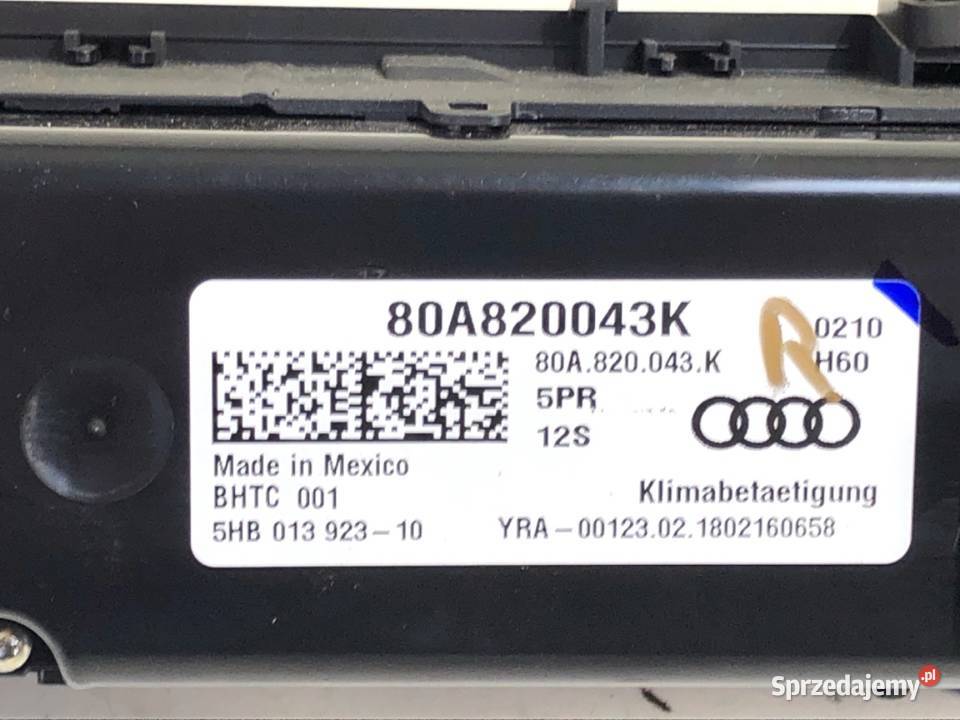 80A820043K
0210
80A.820.043.K
H60
5PR
12S
R
Made in Mexico
BHTC 001
Klimabetaetigung
5HB 013 923-10
YRA-00123.02.1802160658
Sprzedajemy.pl